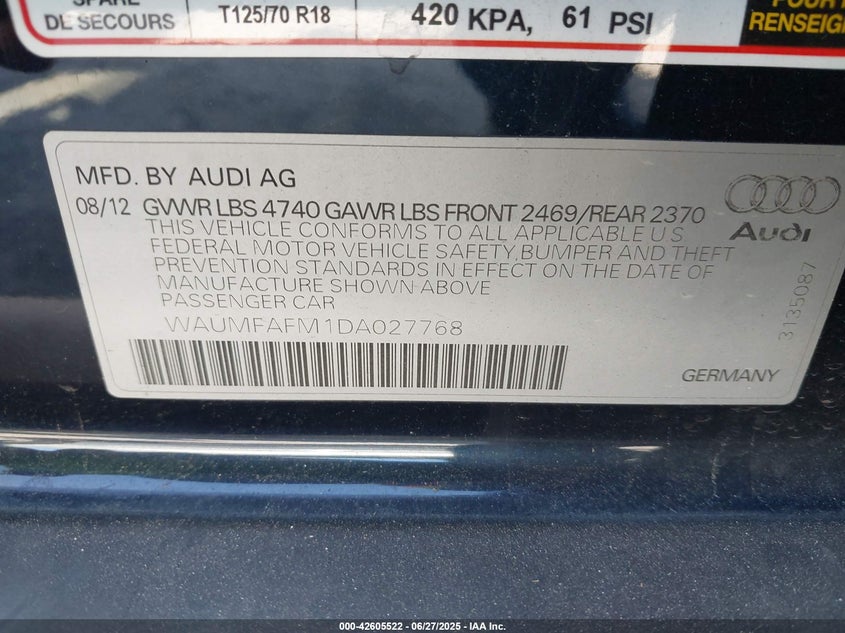 SPARE
DE SECOURS
T125/70 R18
420 KPA, 61 PSI
POUR
RENSEIGN
MFD. BY AUDI AG
08/12 GVWR LBS 4740 GAWR LBS FRONT 2469/REAR 2370
THIS VEHICLE CONFORMS TO ALL APPLICABLE U S
FEDERAL MOTOR VEHICLE SAFETY,BUMPER AND THEFT
PREVENTION STANDARDS IN EFFECT ON THE DATE OF
MANUFACTURE SHOWN ABOVE
PASSENGER CAR
WAUMFAFM1DA027768
Audi
3135087
GERMANY
000-42605522 | 06/27/2025 | IAA Inc.